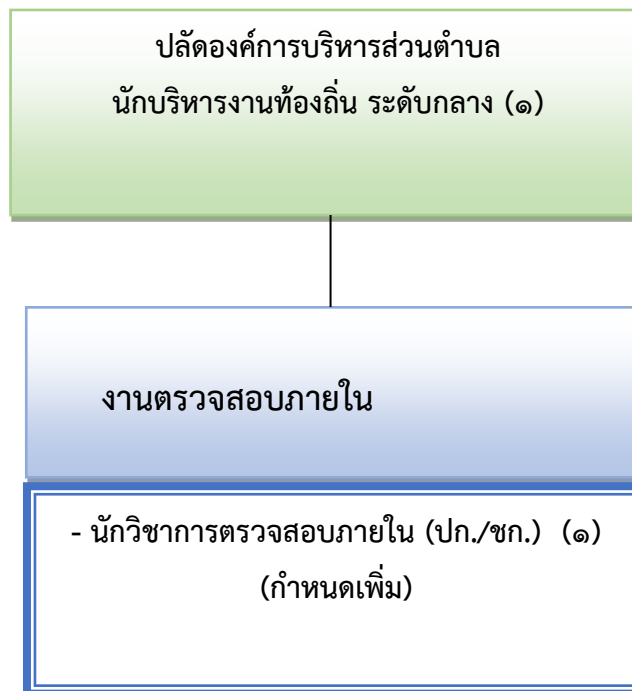 ปลัดองค์การบริหารส่วนตำบล
นักบริหารงานท้องถิ่น ระดับกลาง (๑)
งานตรวจสอบภายใน
- นักวิชาการตรวจสอบภายใน (ปก./ชก.) (๑)
(กำหนดเพิ่ม)